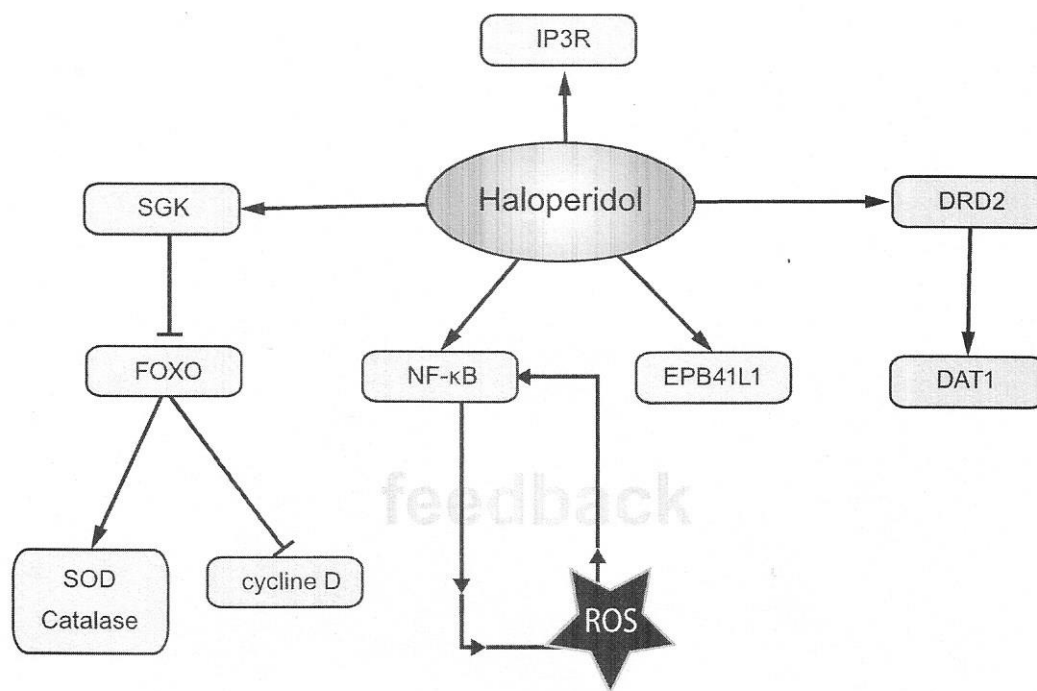 IP3R
Haloperidol
SGK
DRD2
FOXO
NF-κB
EPB41L1
DAT1
feedback
SOD
Catalase
cycline D
ROS